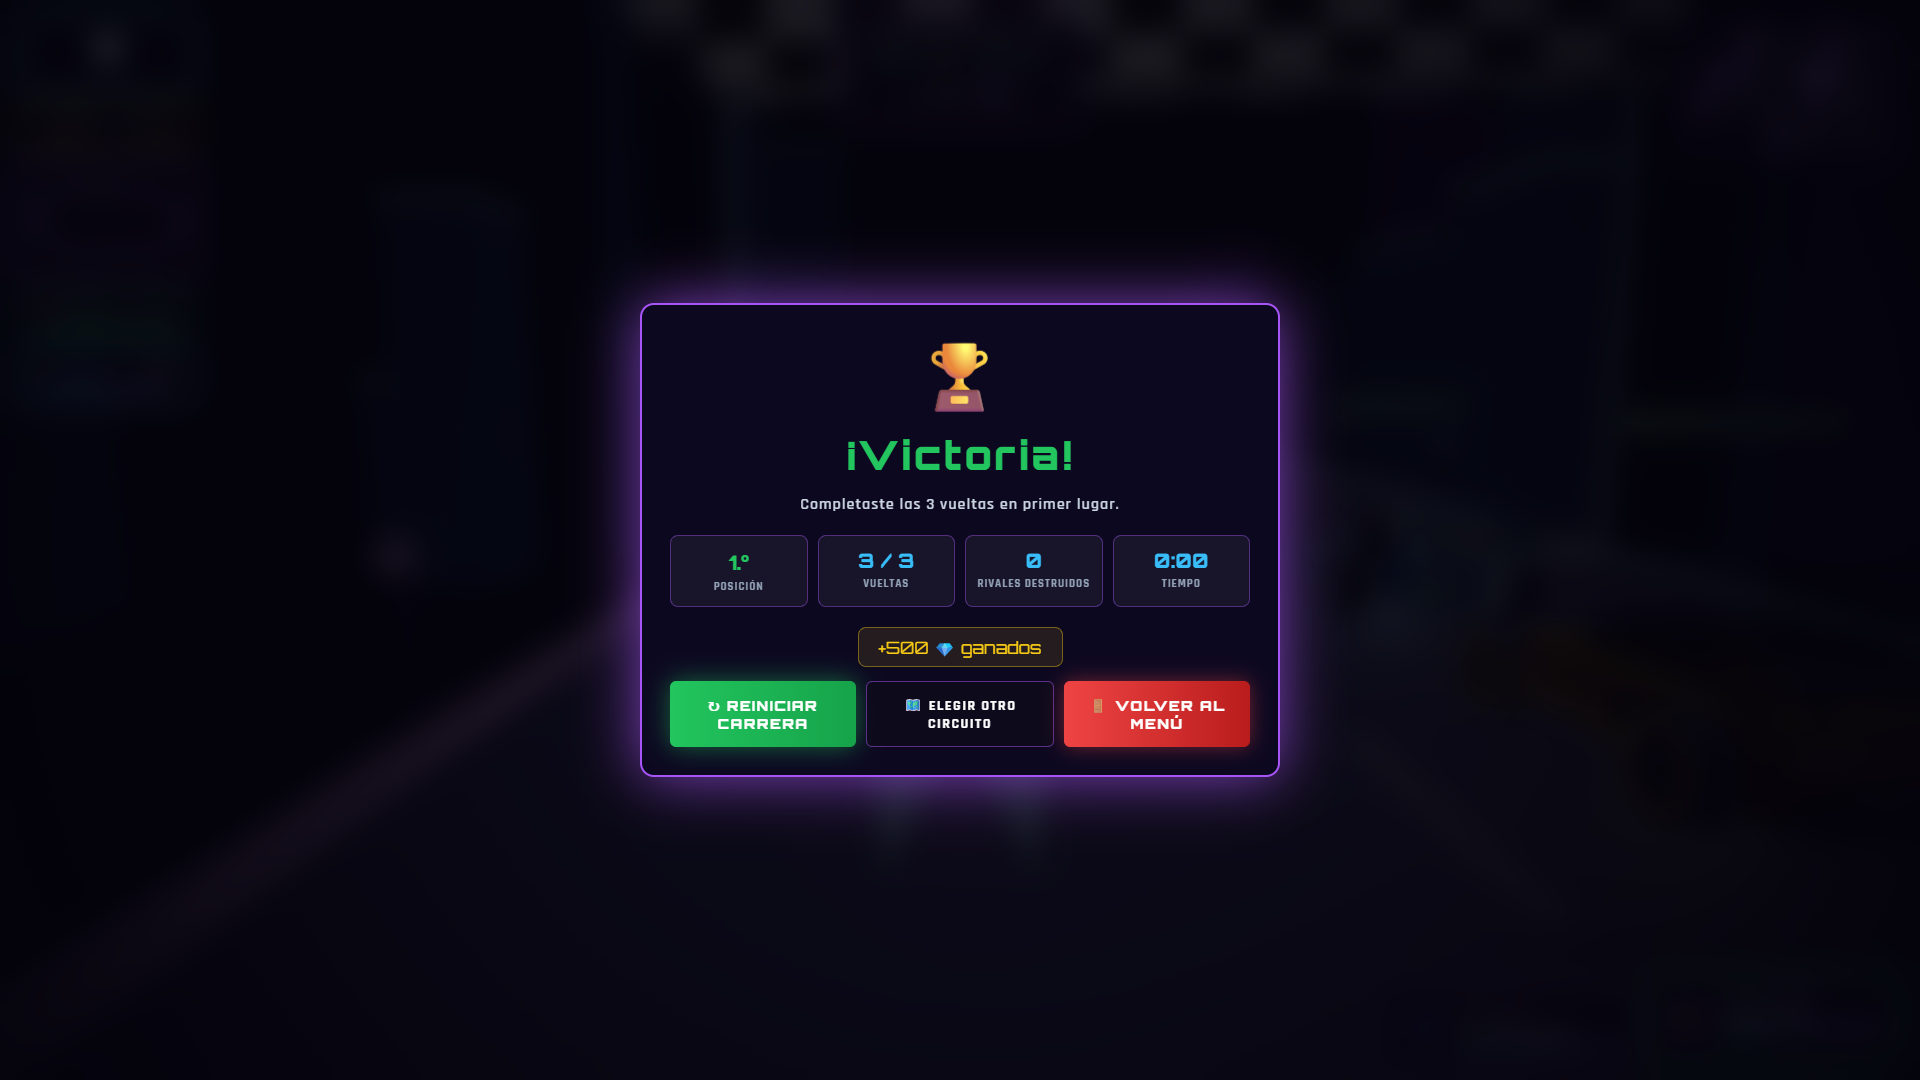 ¡Victoria!
Completaste las 3 vueltas en primer lugar.
1.º
POSICIÓN
3 / 3
VUELTAS
0
RIVALES DESTRUIDOS
0:00
TIEMPO
+500 💎 ganados
↻ REINICIAR
CARRERA
🗺️ ELEGIR OTRO
CIRCUITO
🚪 VOLVER AL
MENÚ